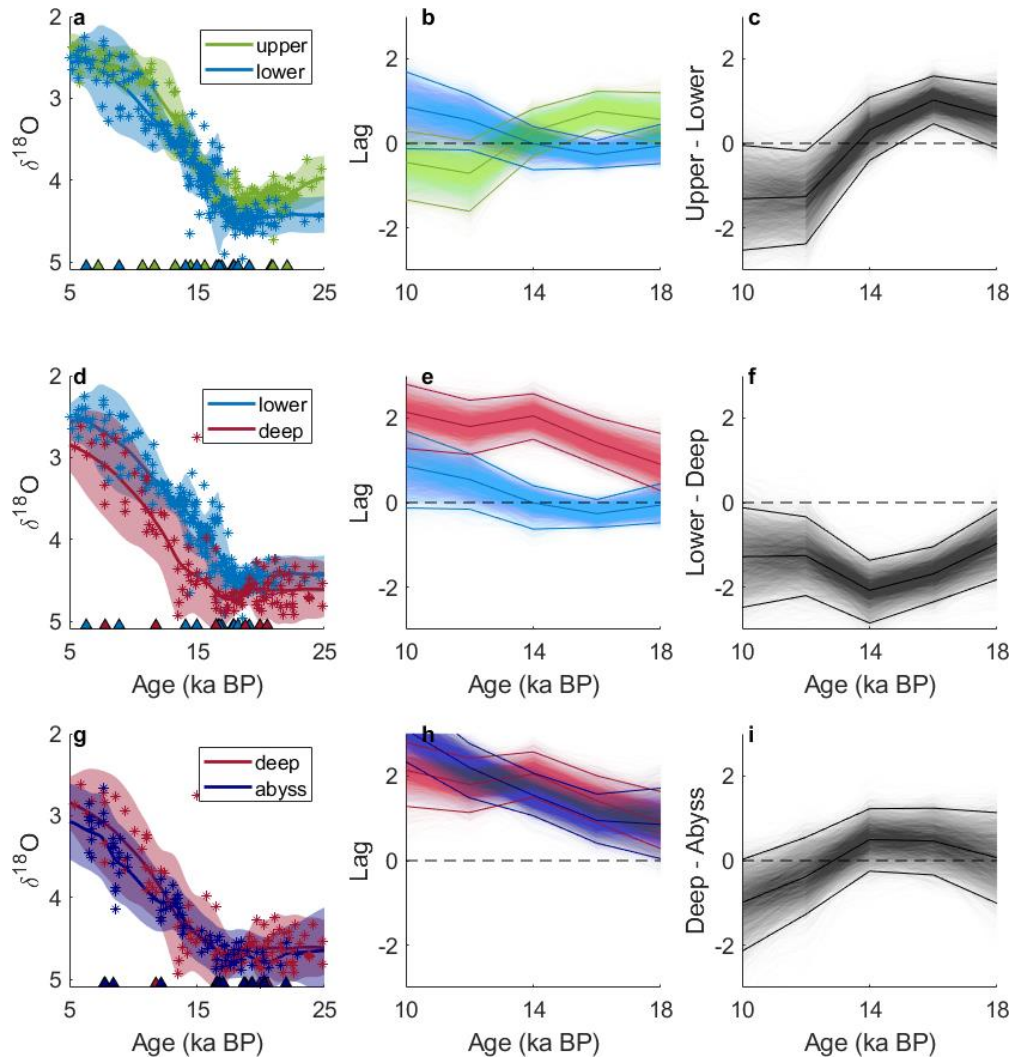 a
2
3
4
5
δ18O
upper
lower
5
15
25
b
2
0
-2
Lag
10
14
18
c
2
0
-2
Upper - Lower
10
14
18
d
2
3
4
5
δ18O
lower
deep
5
15
25
Age (ka BP)
e
2
0
-2
Lag
10
14
18
Age (ka BP)
f
2
0
-2
Lower - Deep
10
14
18
Age (ka BP)
g
2
3
4
5
δ18O
deep
abyss
5
15
25
Age (ka BP)
h
2
0
-2
Lag
10
14
18
Age (ka BP)
i
2
0
-2
Deep - Abyss
10
14
18
Age (ka BP)